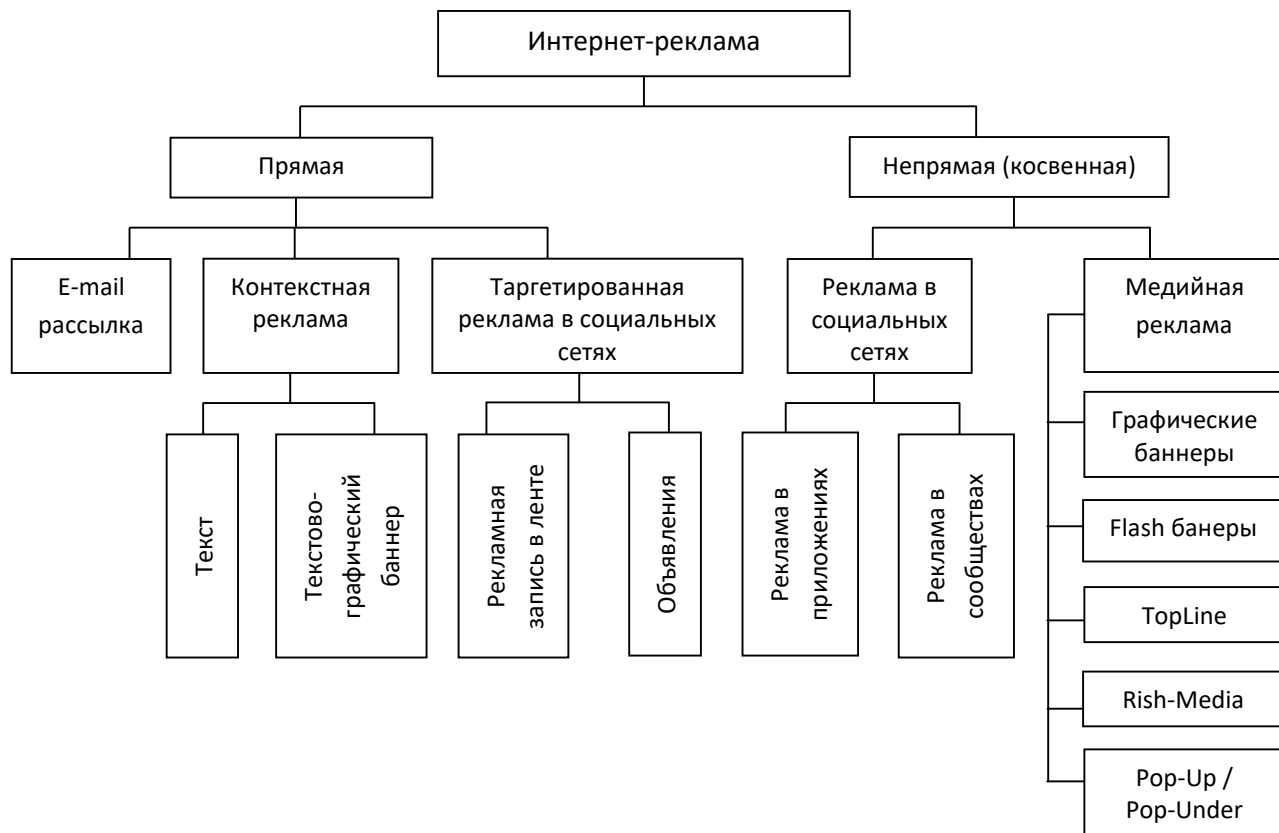 Интернет-реклама
Прямая
Непрямая (косвенная)
E-mail
рассылка
Контекстная
реклама
Таргетированная
реклама в социальных
сетях
Реклама в
социальных
сетях
Медийная
реклама
Текст
Текстово-
графический
баннер
Рекламная
запись в ленте
Объявления
Реклама в
приложениях
Реклама в
сообществах
Графические
баннеры
Flash банеры
TopLine
Rish-Media
Pop-Up /
Pop-Under